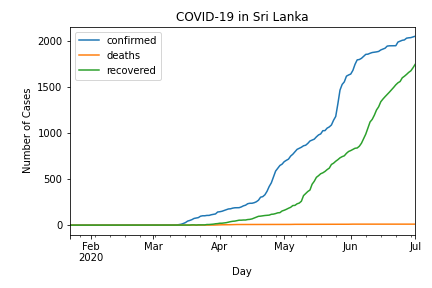 COVID-19 in Sri Lanka
confirmed
deaths
recovered
Number of Cases
2000
1500
1000
500
0
Feb
2020
Mar
Apr
May
Jun
Jul
Day